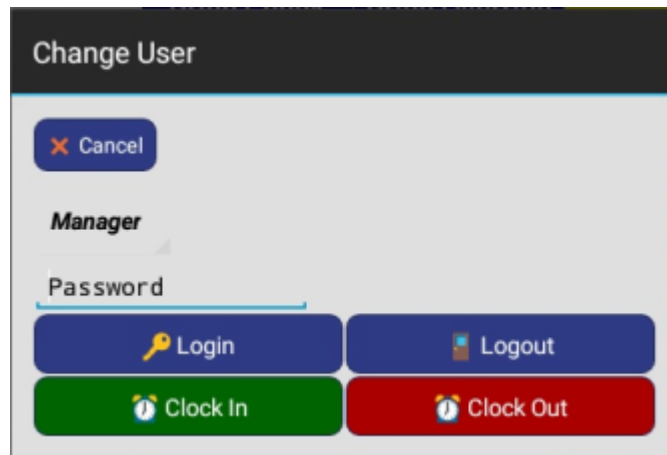 Change User
Cancel
Manager
Password
Login
Logout
Clock In
Clock Out